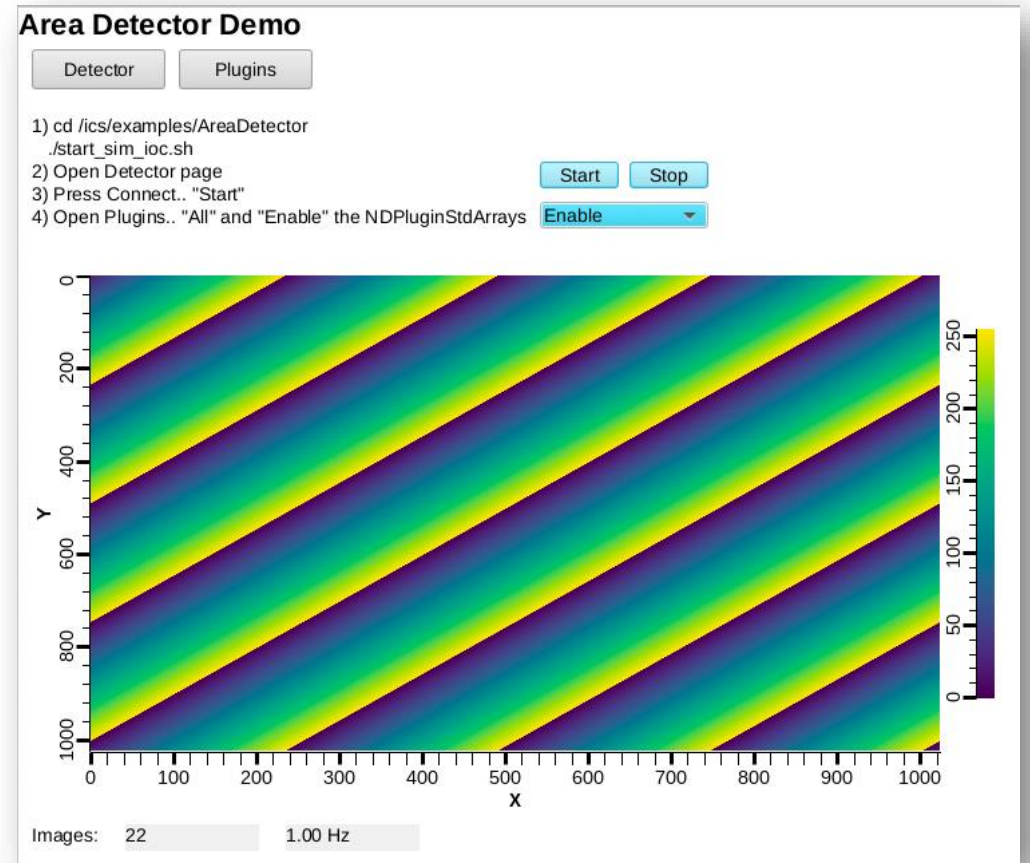 Area Detector Demo
Detector Plugins
1) cd /ics/examples/AreaDetector
./start_sim_ioc.sh
2) Open Detector page
3) Press Connect.. "Start"
Start Stop
4) Open Plugins.. "All" and "Enable" the NDPluginStdArrays
Enable
0
200
400
600
800
1000
Y
0 100 200 300 400 500 600 700 800 900 1000
X
250
200
150
100
50
0
Images: 22 1.00 Hz